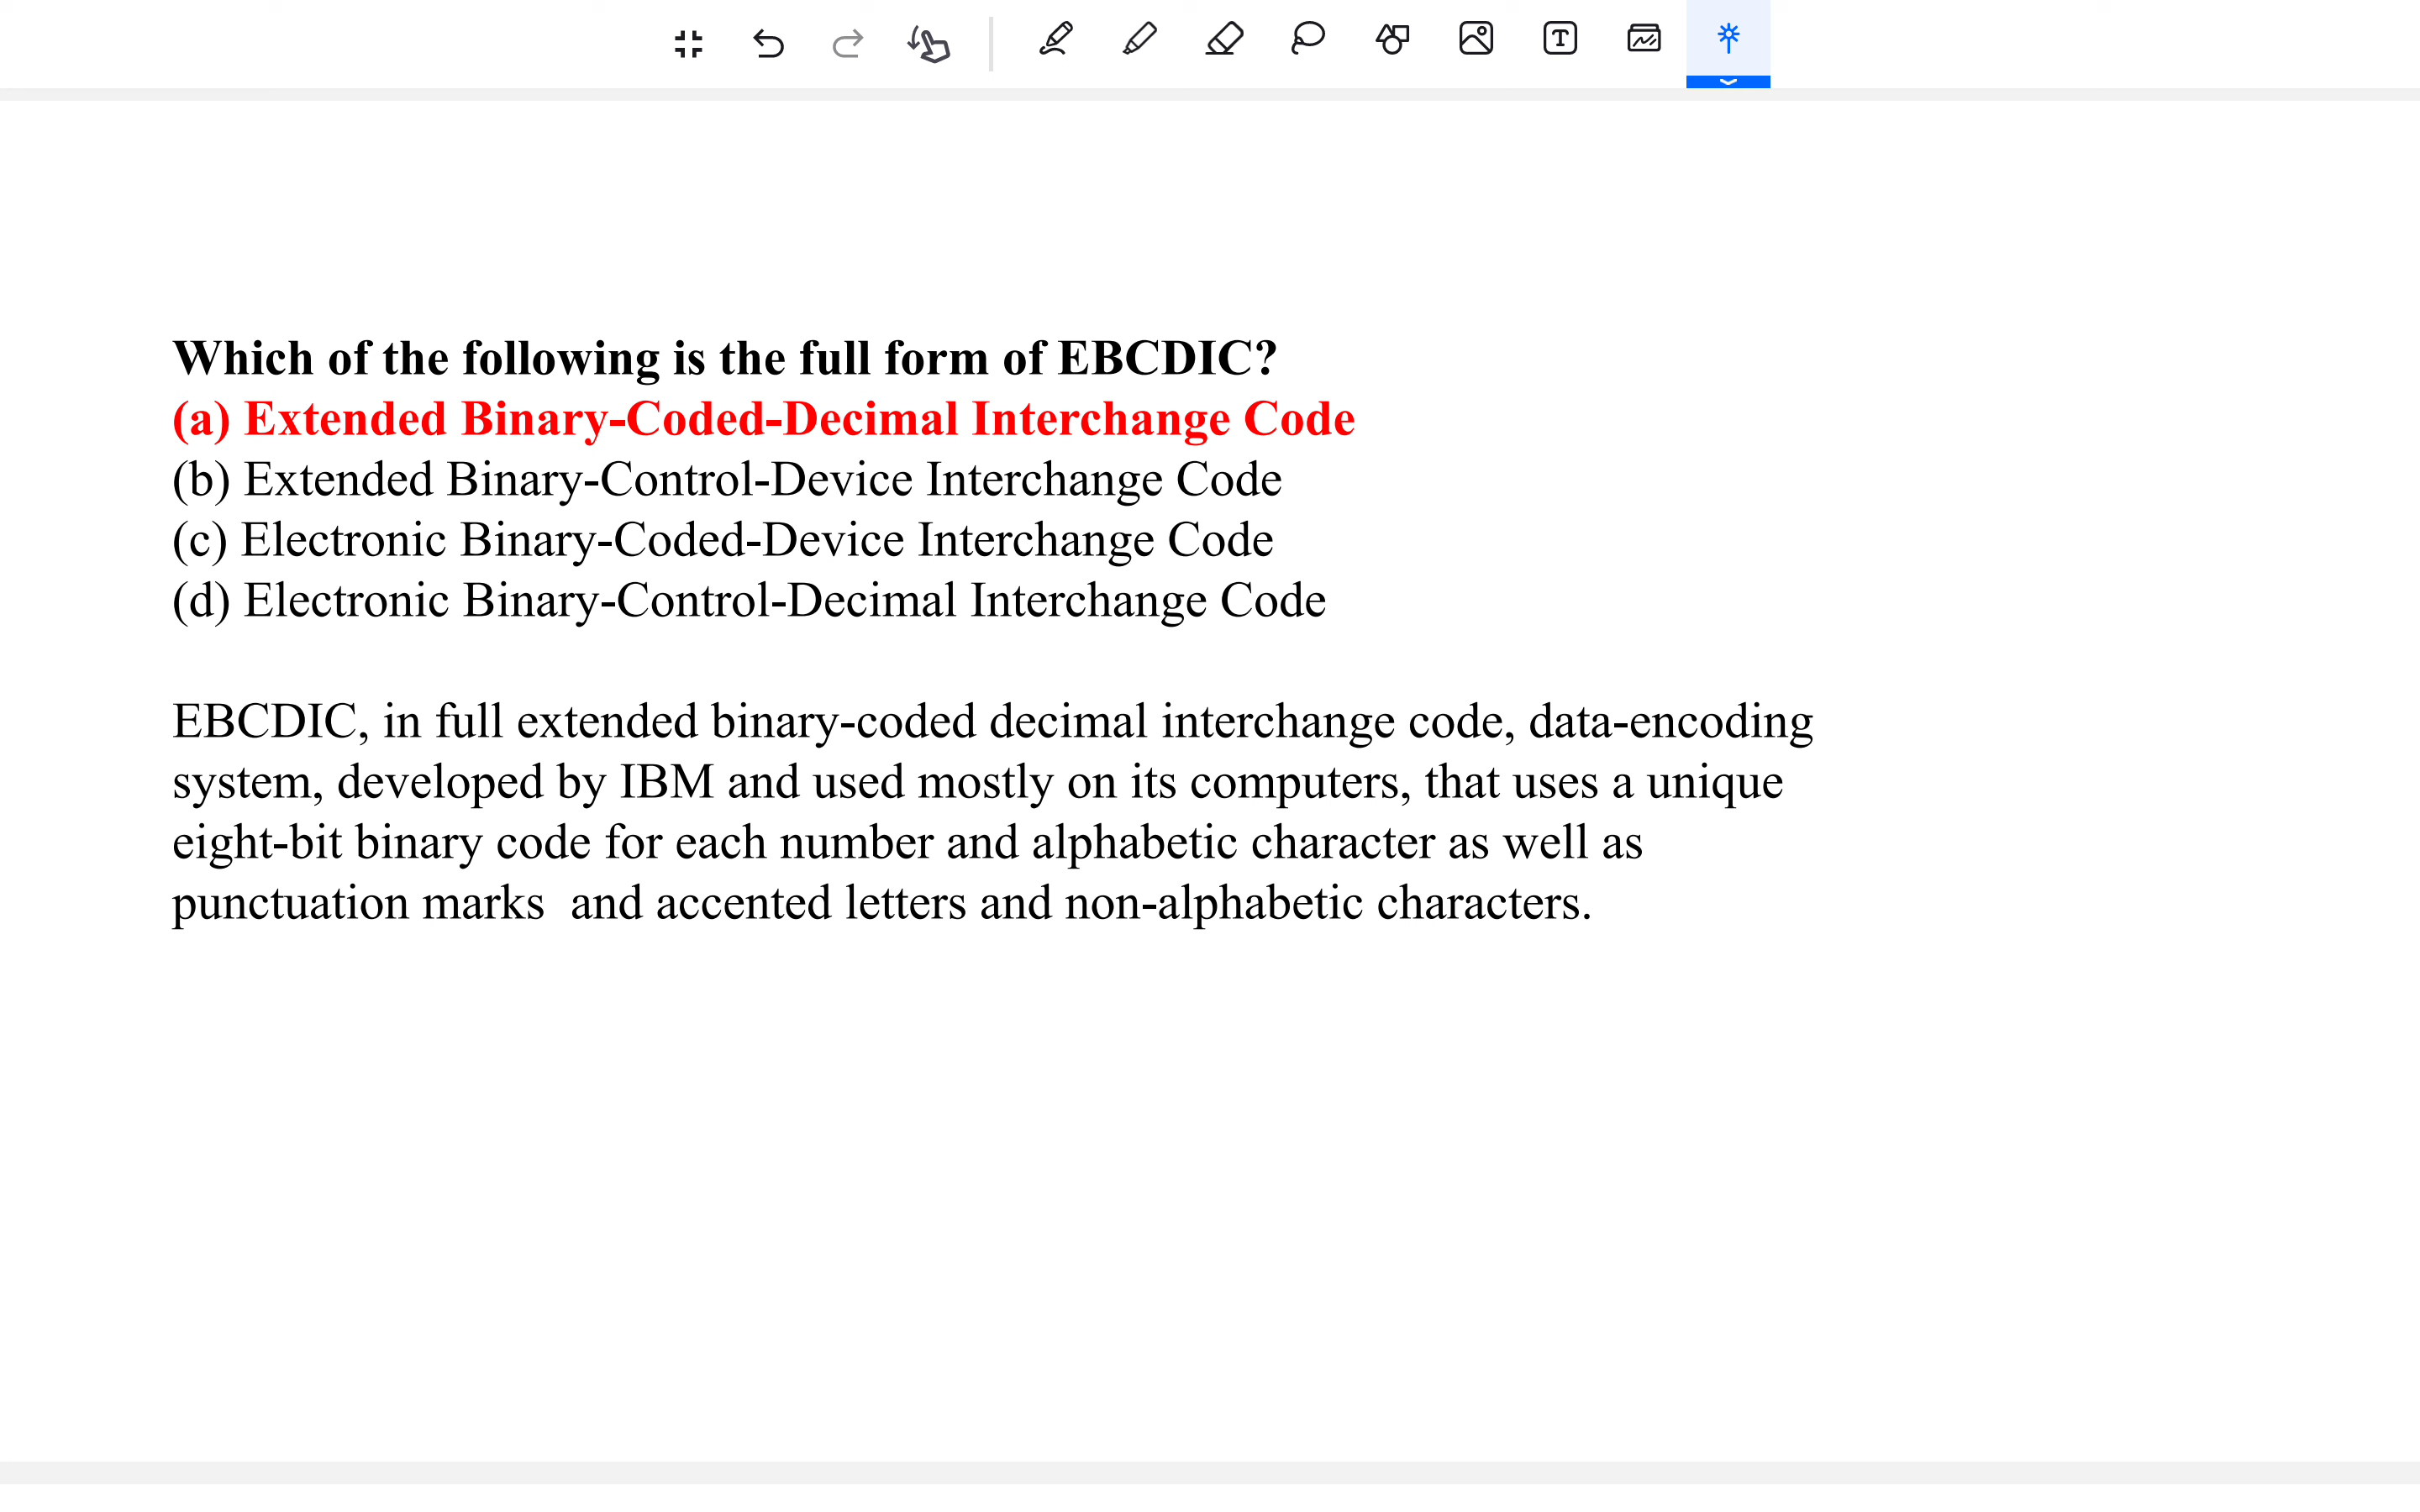 Which of the following is the full form of EBCDIC?
(a) Extended Binary-Coded-Decimal Interchange Code
(b) Extended Binary-Control-Device Interchange Code
(c) Electronic Binary-Coded-Device Interchange Code
(d) Electronic Binary-Control-Decimal Interchange Code
EBCDIC, in full extended binary-coded decimal interchange code, data-encoding
system, developed by IBM and used mostly on its computers, that uses a unique
eight-bit binary code for each number and alphabetic character as well as
punctuation marks  and accented letters and non-alphabetic characters.